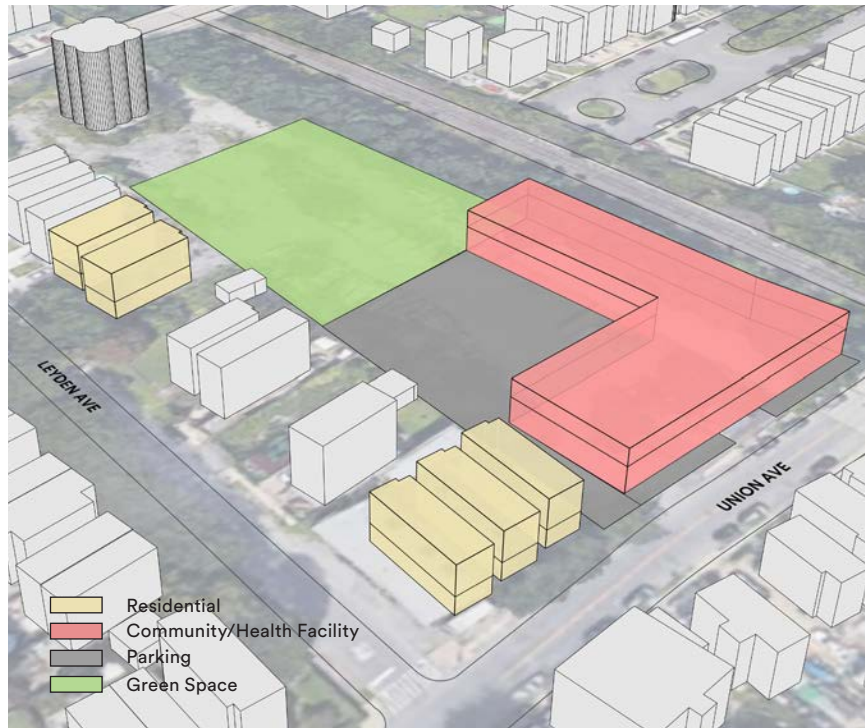 LEYDEN AVE
UNION AVE
Residential
Community/Health Facility
Parking
Green Space